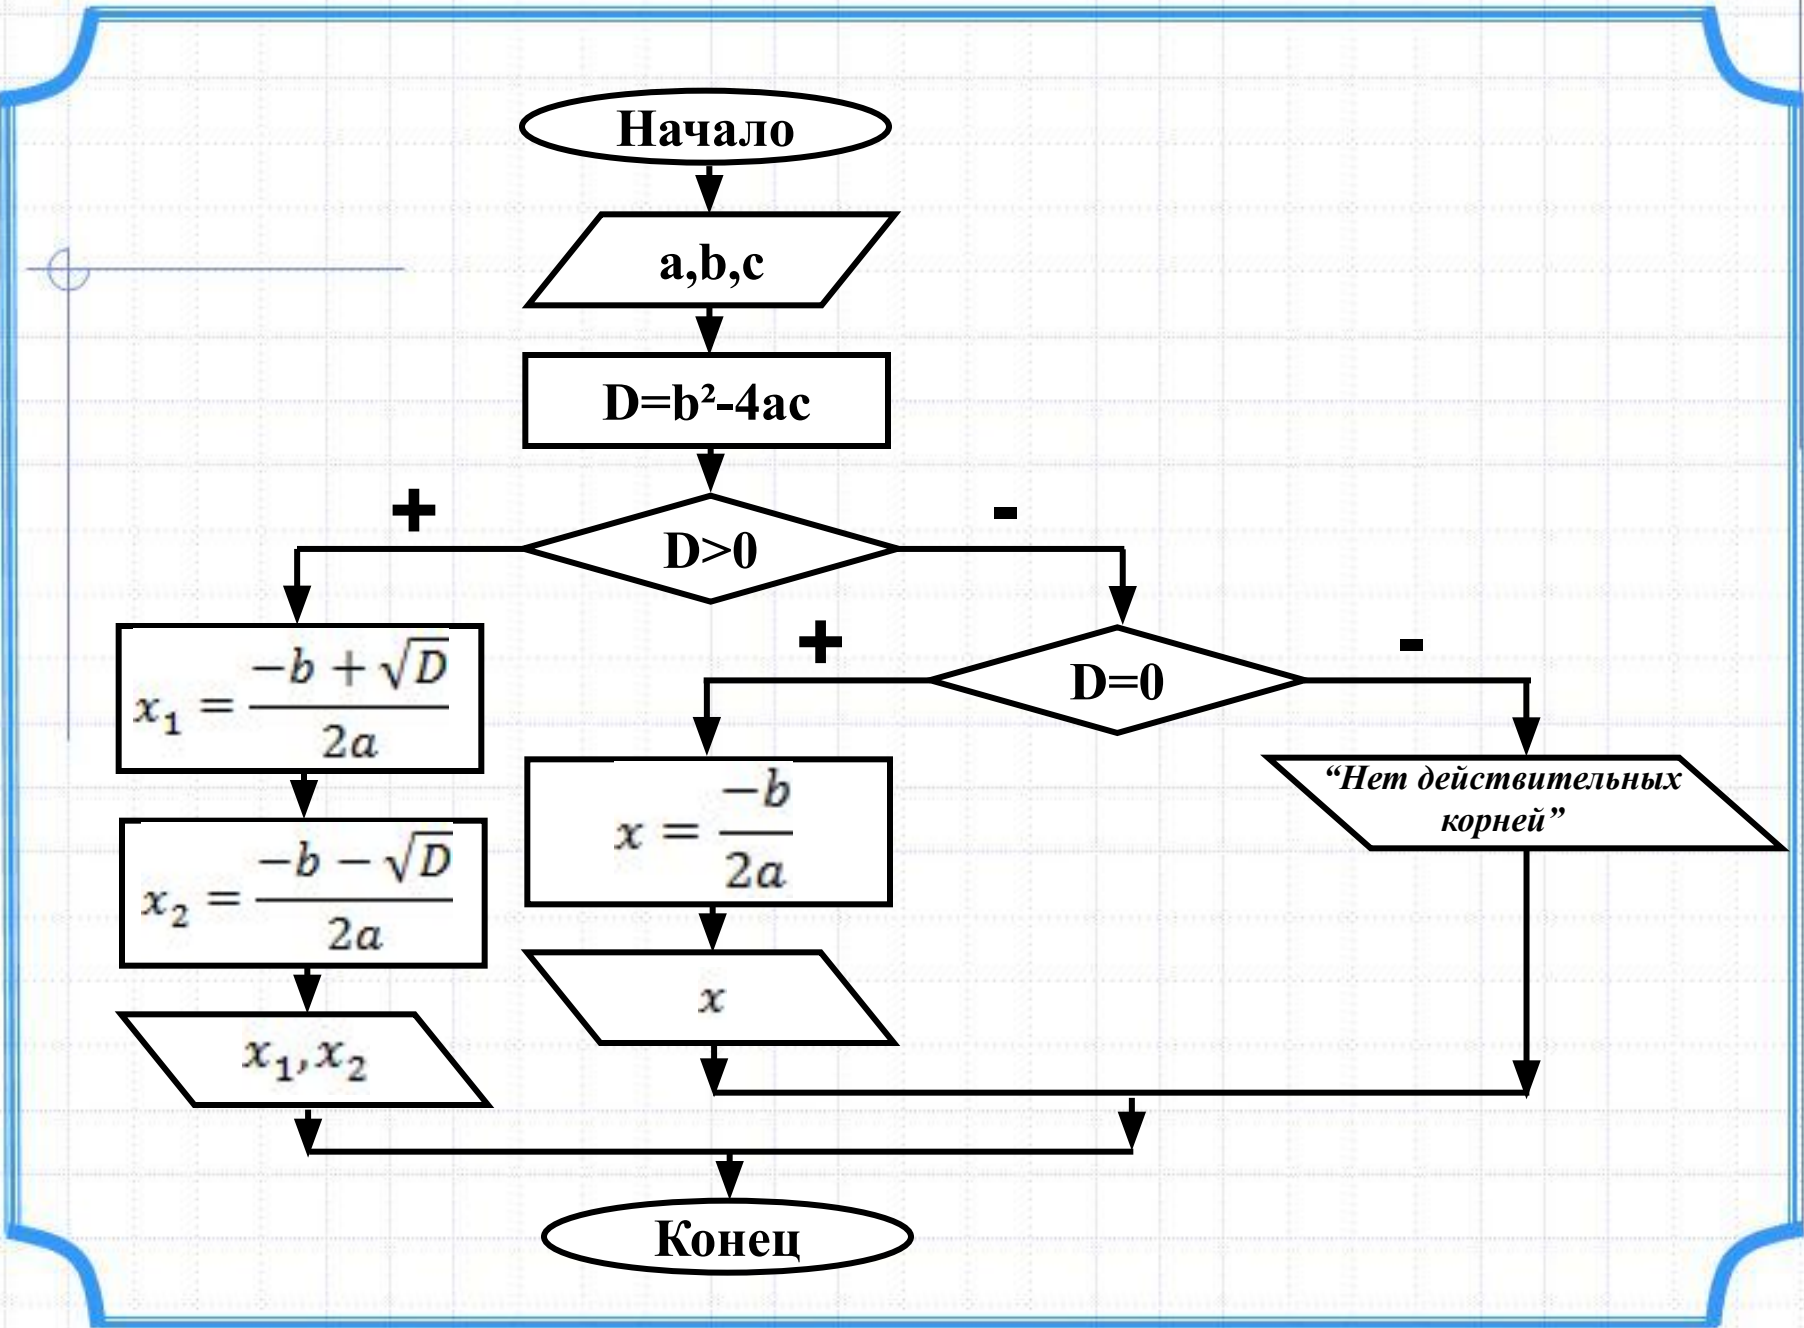 Начало
a,b,c
D=b²-4ac
+
-
D>0
+
-
D=0
x₁ = (-b + √D) / 2a
x₂ = (-b - √D) / 2a
x₁, x₂
x = -b / 2a
x
“Нет действительных
корней”
Конец